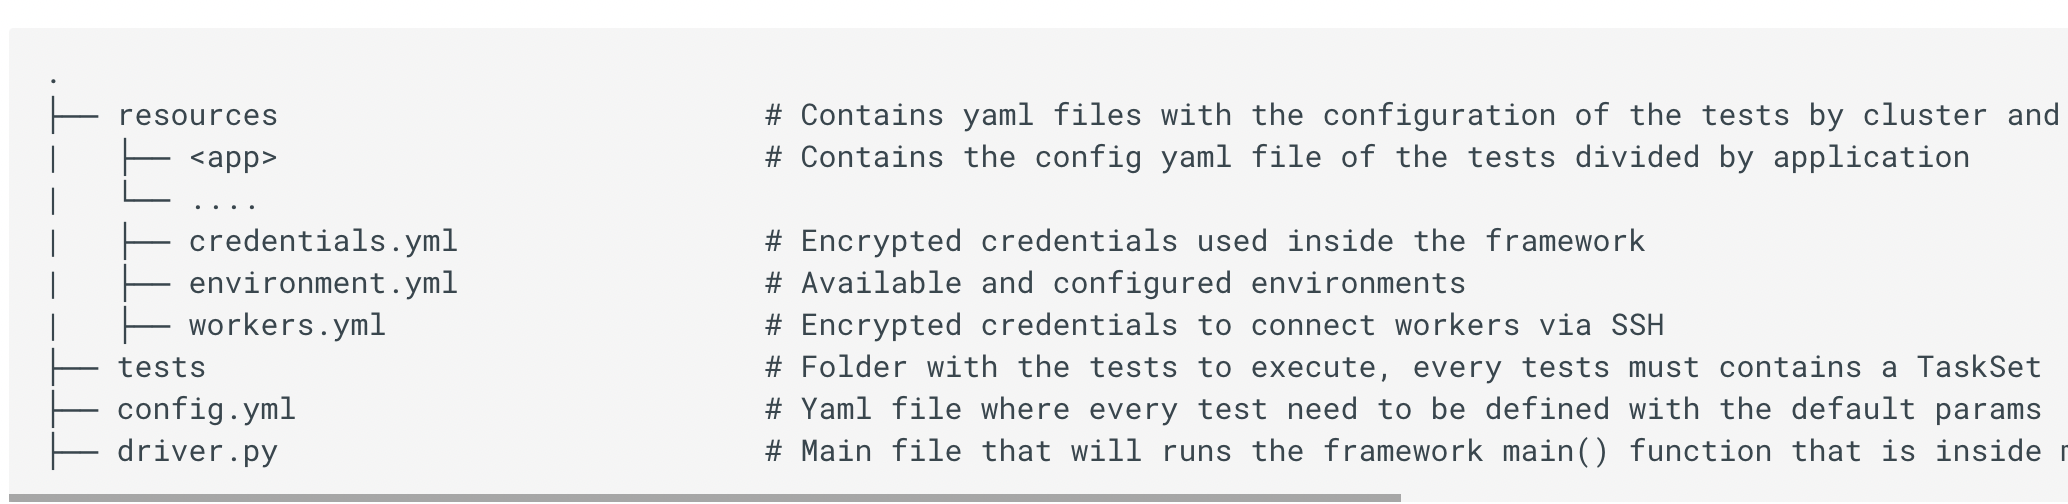 .
├── resources                           # Contains yaml files with the configuration of the tests by cluster and
|   ├── <app>                           # Contains the config yaml file of the tests divided by application
|   └── ....
|   ├── credentials.yml                 # Encrypted credentials used inside the framework
|   ├── environment.yml                 # Available and configured environments
|   ├── workers.yml                     # Encrypted credentials to connect workers via SSH
├── tests                               # Folder with the tests to execute, every tests must contains a TaskSet
├── config.yml                          # Yaml file where every test need to be defined with the default params
├── driver.py                           # Main file that will runs the framework main() function that is inside